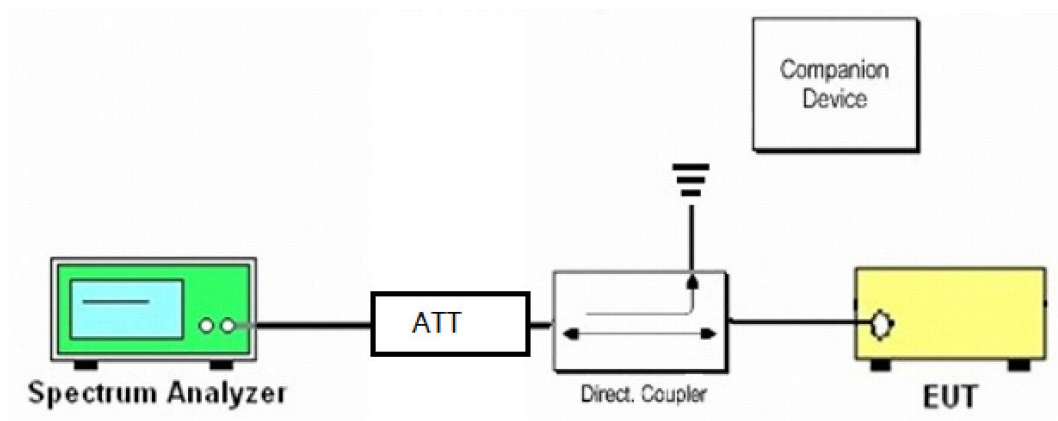 Companion
Device
ATT
Spectrum Analyzer
Direct. Coupler
EUT